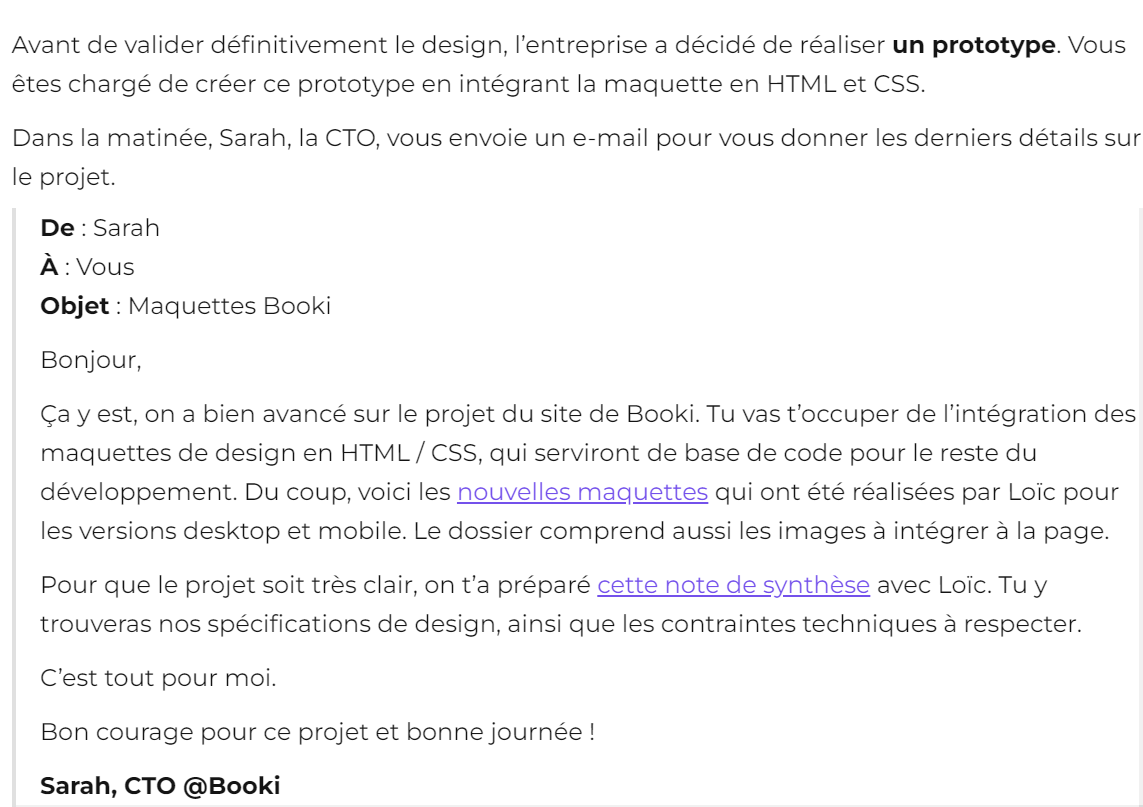 Avant de valider définitivement le design, l’entreprise a décidé de réaliser un prototype. Vous
êtes chargé de créer ce prototype en intégrant la maquette en HTML et CSS.
Dans la matinée, Sarah, la CTO, vous envoie un e-mail pour vous donner les derniers détails sur
le projet.
De : Sarah
À : Vous
Objet : Maquettes Booki
Bonjour,
Ça y est, on a bien avancé sur le projet du site de Booki. Tu vas t’occuper de l’intégration des
maquettes de design en HTML / CSS, qui serviront de base de code pour le reste du
développement. Du coup, voici les nouvelles maquettes qui ont été réalisées par Loïc pour
les versions desktop et mobile. Le dossier comprend aussi les images à intégrer à la page.
Pour que le projet soit très clair, on t’a préparé cette note de synthèse avec Loïc. Tu y
trouveras nos spécifications de design, ainsi que les contraintes techniques à respecter.
C’est tout pour moi.
Bon courage pour ce projet et bonne journée !
Sarah, CTO @Booki